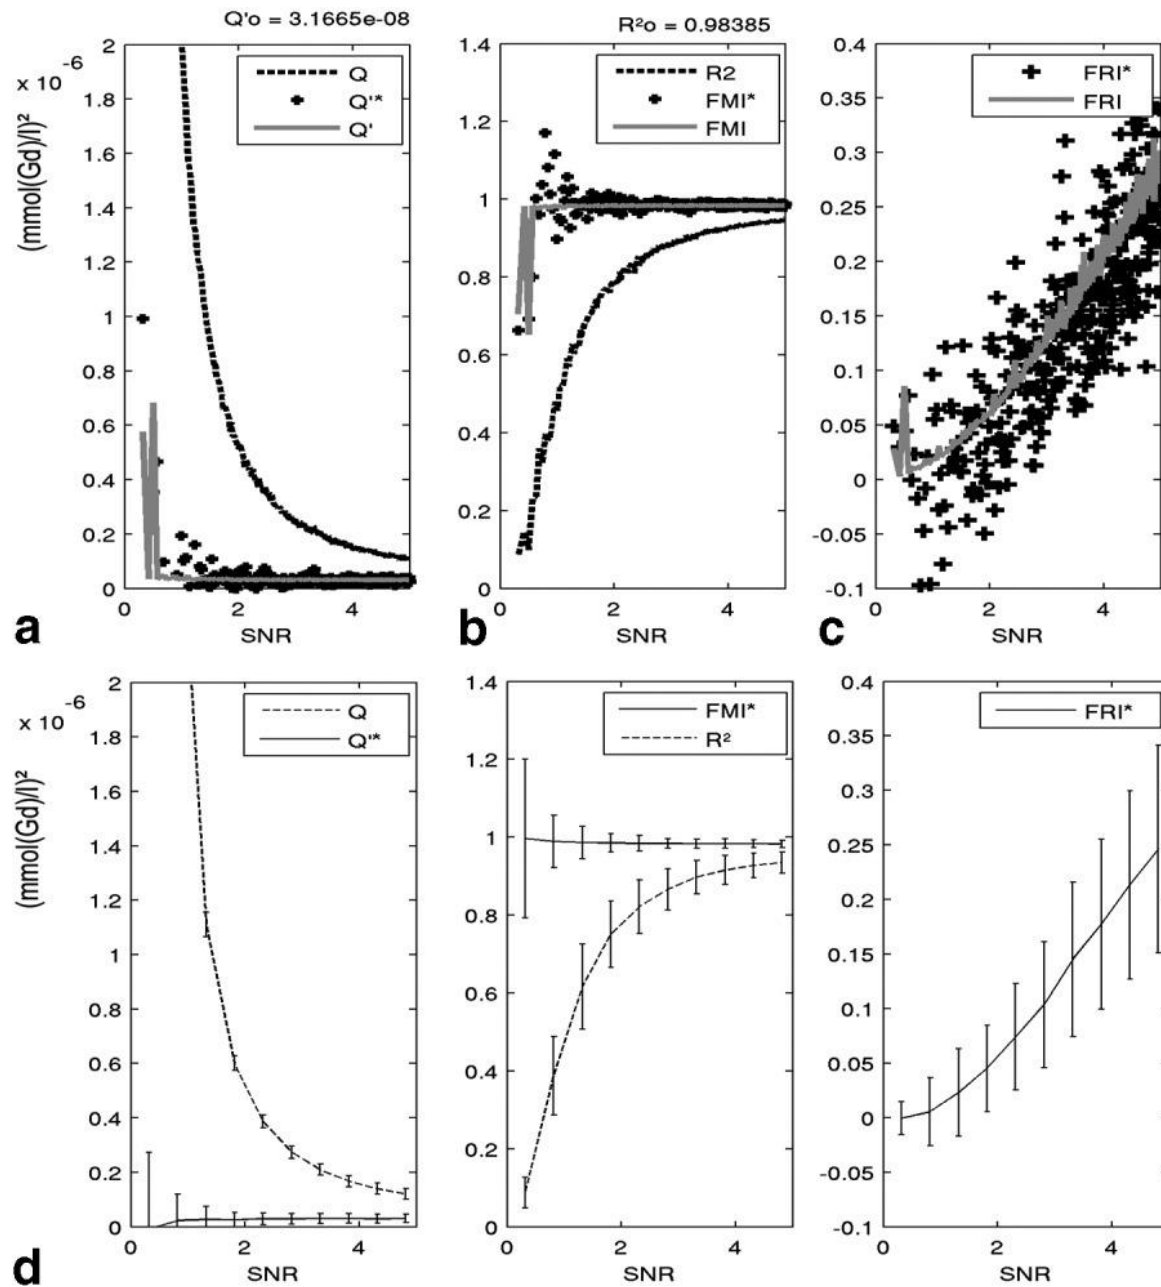 Q'o = 3.1665e-08
x 10⁻⁶
(mmol(Gd)/l)²
2
1.8
1.6
1.4
1.2
1
0.8
0.6
0.4
0.2
0
Q
Q'*
Q'
0 2 4
SNR
a
R²o = 0.98385
1.4
1.2
1
0.8
0.6
0.4
0.2
0
R2
FMI*
FMI
0 2 4
SNR
b
0.4
0.35
0.3
0.25
0.2
0.15
0.1
0.05
0
-0.05
-0.1
FRI*
FRI
0 2 4
SNR
c
x 10⁻⁶
(mmol(Gd)/l)²
2
1.8
1.6
1.4
1.2
1
0.8
0.6
0.4
0.2
0
Q
Q'*
0 2 4
SNR
d
1.4
1.2
1
0.8
0.6
0.4
0.2
0
FMI*
R²
0 2 4
SNR
0.4
0.35
0.3
0.25
0.2
0.15
0.1
0.05
0
-0.05
-0.1
FRI*
0 2 4
SNR